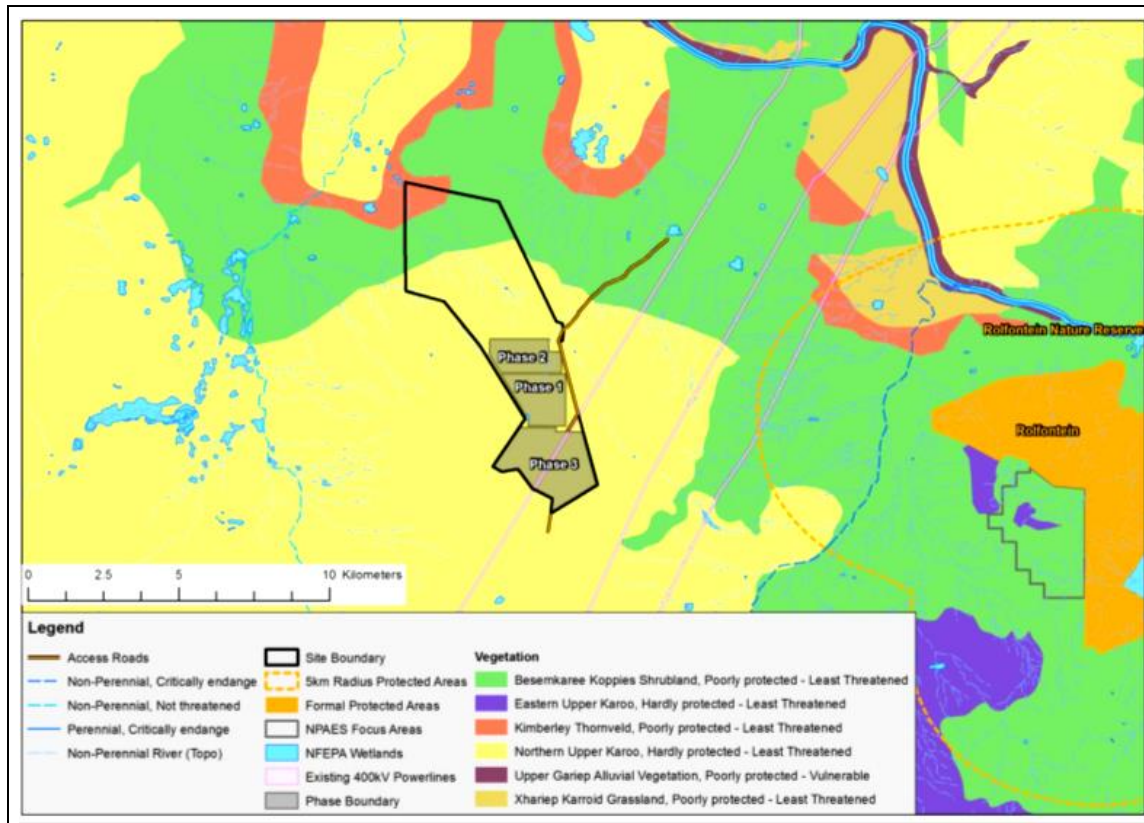 Rolfontein Nature Reserve
Phase 2
Phase 1
Rolfontein
Phase 3
0 2.5 5 10 Kilometers
Legend
Access Roads
Non-Perennial, Critically endange
Non-Perennial, Not threatened
Perennial, Critically endange
Non-Perennial River (Topo)
Site Boundary
5km Radius Protected Areas
Formal Protected Areas
NPAES Focus Areas
NFEPA Wetlands
Existing 400kV Powerlines
Phase Boundary
Vegetation
Besemkaree Koppies Shrubland, Poorly protected - Least Threatened
Eastern Upper Karoo, Hardly protected - Least Threatened
Kimberley Thornveld, Poorly protected - Least Threatened
Northern Upper Karoo, Hardly protected - Least Threatened
Upper Gariep Alluvial Vegetation, Poorly protected - Vulnerable
Xhariep Karroid Grassland, Poorly protected - Least Threatened